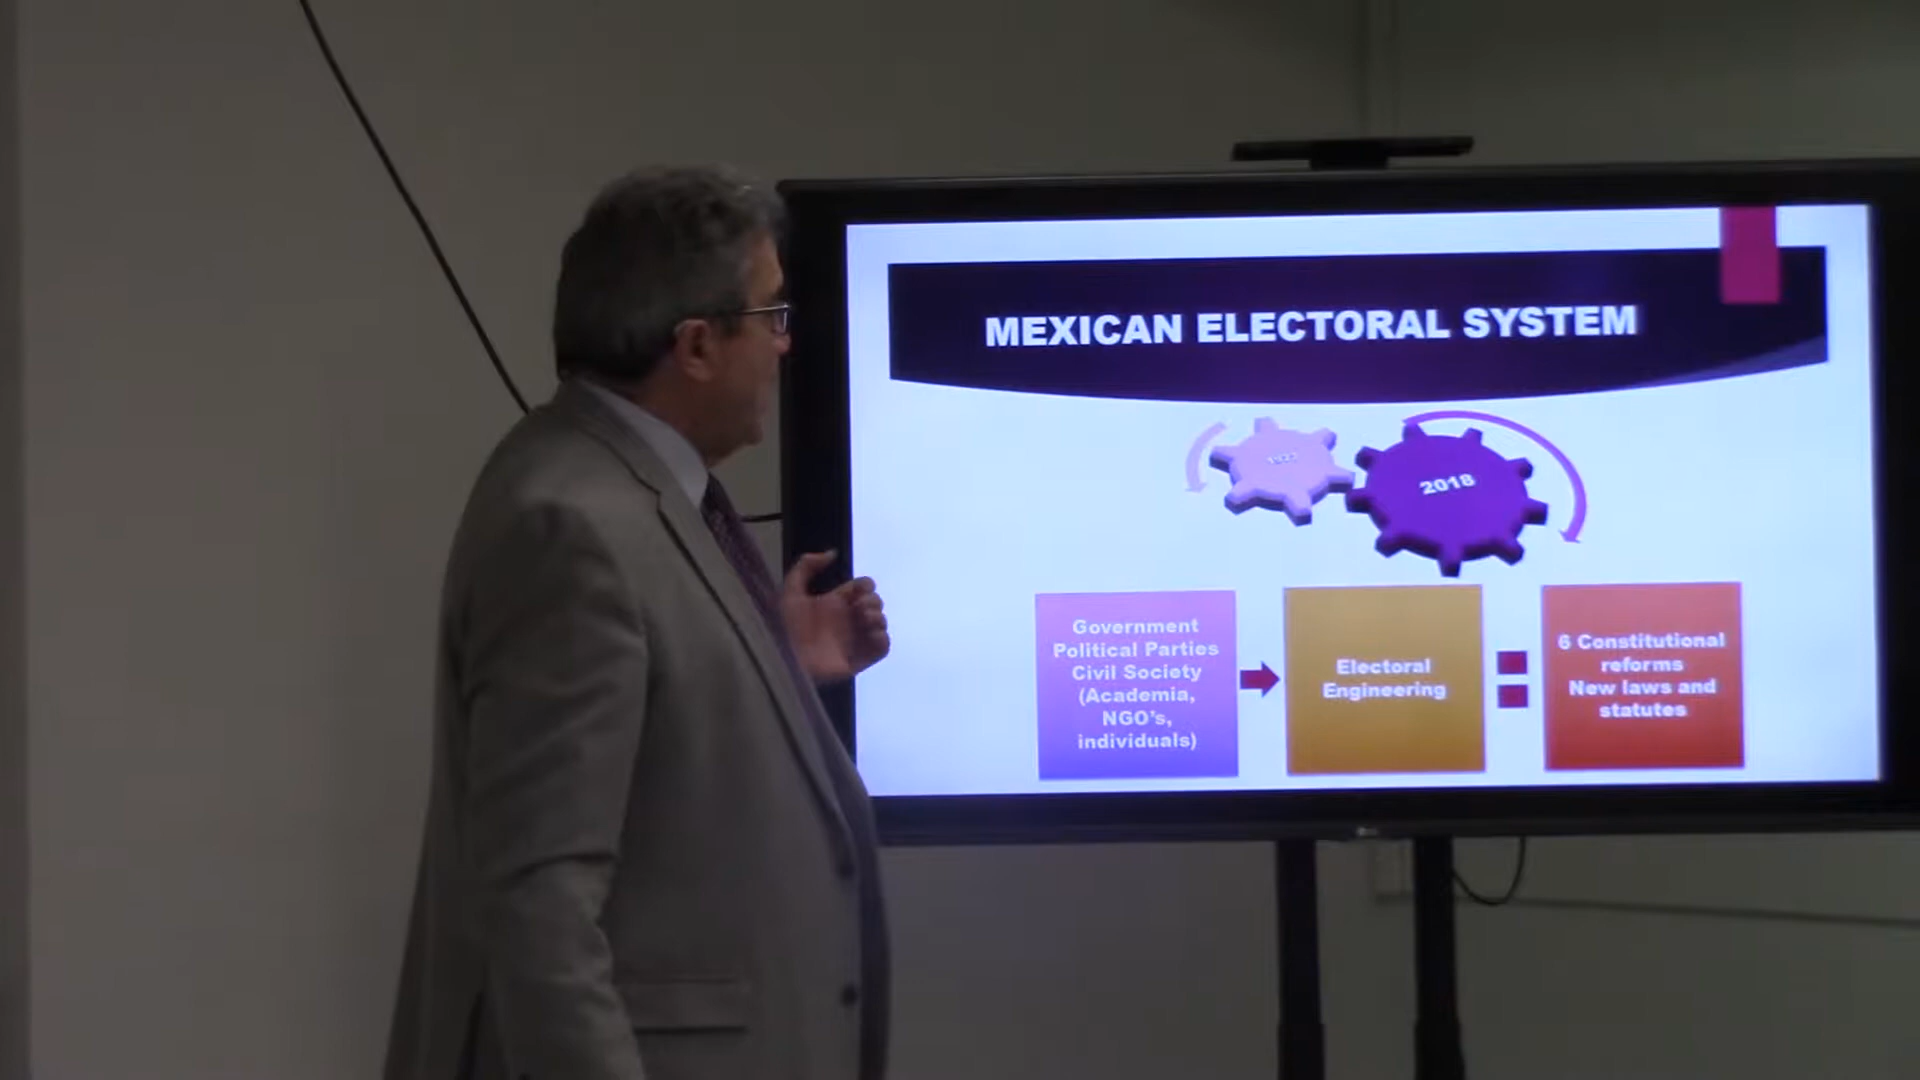 MEXICAN ELECTORAL SYSTEM
2018
Government
Political Parties
Civil Society
(Academia,
NGO's,
individuals)
Electoral
Engineering
6 Constitutional
reforms
New laws and
statutes